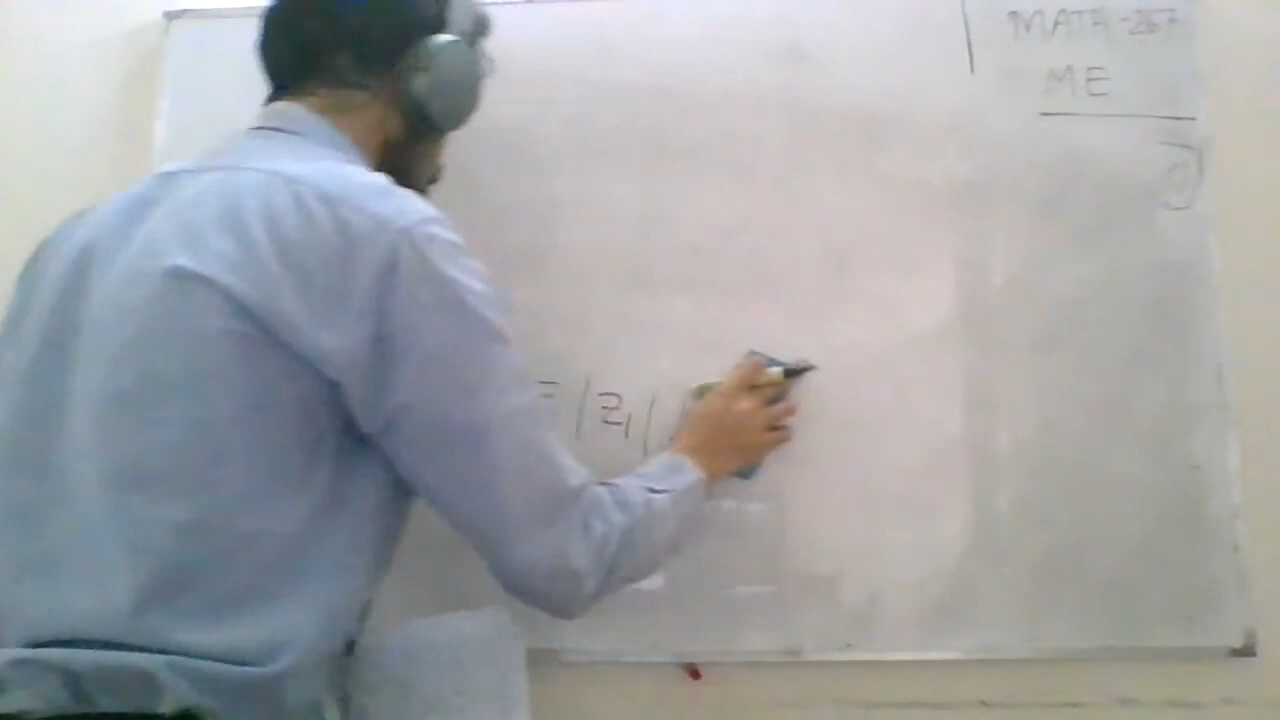 MATH-267
ME
= |z₁|